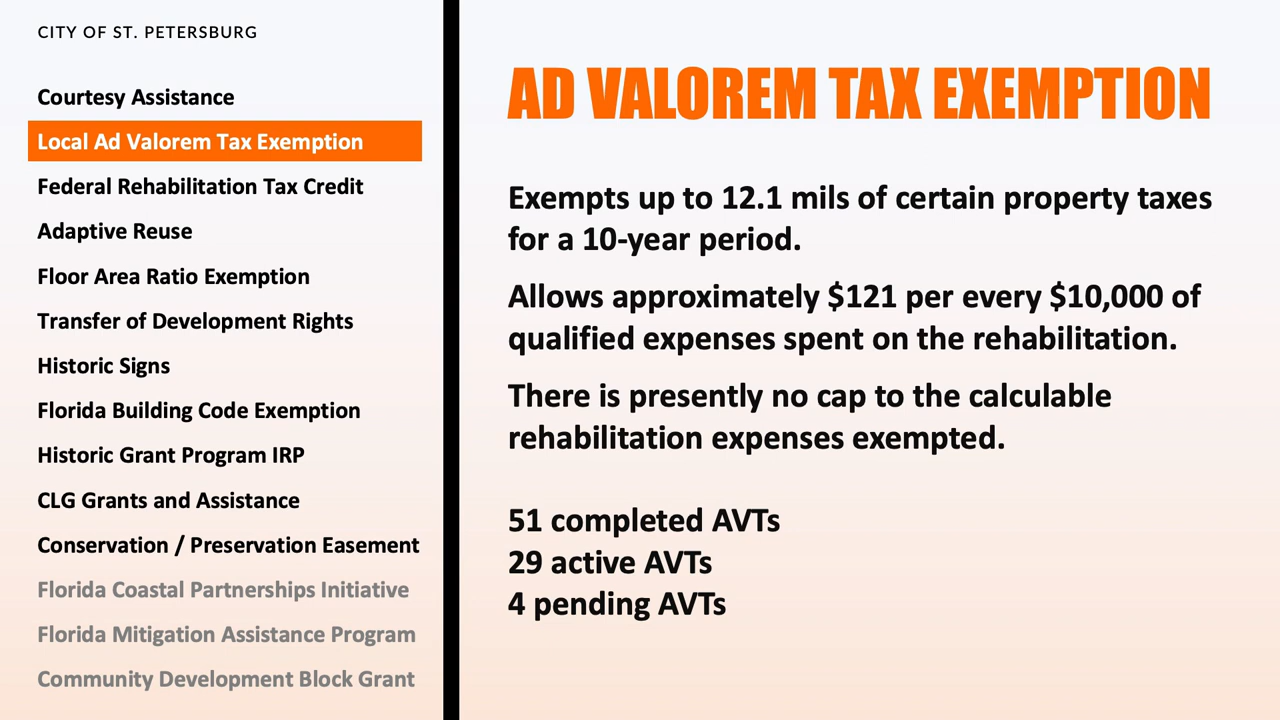 CITY OF ST. PETERSBURG
Courtesy Assistance
Local Ad Valorem Tax Exemption
Federal Rehabilitation Tax Credit
Adaptive Reuse
Floor Area Ratio Exemption
Transfer of Development Rights
Historic Signs
Florida Building Code Exemption
Historic Grant Program IRP
CLG Grants and Assistance
Conservation / Preservation Easement
Florida Coastal Partnerships Initiative
Florida Mitigation Assistance Program
Community Development Block Grant
AD VALOREM TAX EXEMPTION
Exempts up to 12.1 mils of certain property taxes
for a 10-year period.
Allows approximately $121 per every $10,000 of
qualified expenses spent on the rehabilitation.
There is presently no cap to the calculable
rehabilitation expenses exempted.
51 completed AVTs
29 active AVTs
4 pending AVTs